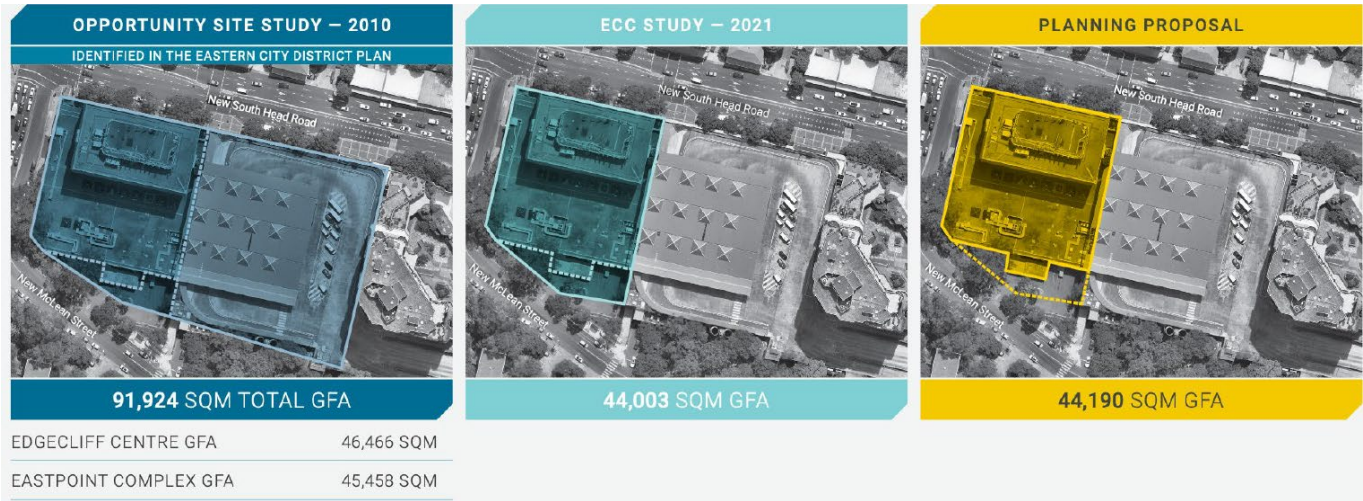 OPPORTUNITY SITE STUDY – 2010
IDENTIFIED IN THE EASTERN CITY DISTRICT PLAN
New South Head Road
New McLean Street
91,924 SQM TOTAL GFA
EDGECLIFF CENTRE GFA 46,466 SQM
EASTPOINT COMPLEX GFA 45,458 SQM
ECC STUDY – 2021
New South Head Road
New McLean Street
44,003 SQM GFA
PLANNING PROPOSAL
New South Head Road
New McLean Street
44,190 SQM GFA